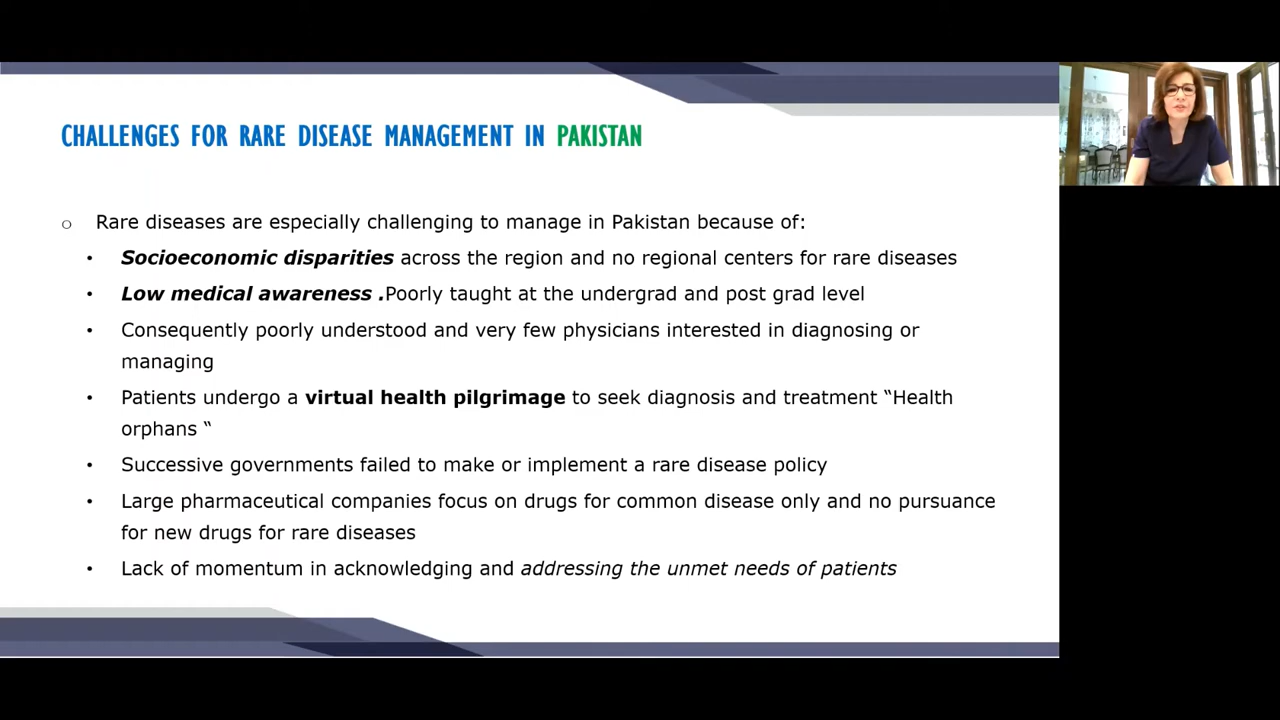 CHALLENGES FOR RARE DISEASE MANAGEMENT IN PAKISTAN
o Rare diseases are especially challenging to manage in Pakistan because of:
• Socioeconomic disparities across the region and no regional centers for rare diseases
• Low medical awareness .Poorly taught at the undergrad and post grad level
• Consequently poorly understood and very few physicians interested in diagnosing or
managing
• Patients undergo a virtual health pilgrimage to seek diagnosis and treatment “Health
orphans “
• Successive governments failed to make or implement a rare disease policy
• Large pharmaceutical companies focus on drugs for common disease only and no pursuance
for new drugs for rare diseases
• Lack of momentum in acknowledging and addressing the unmet needs of patients